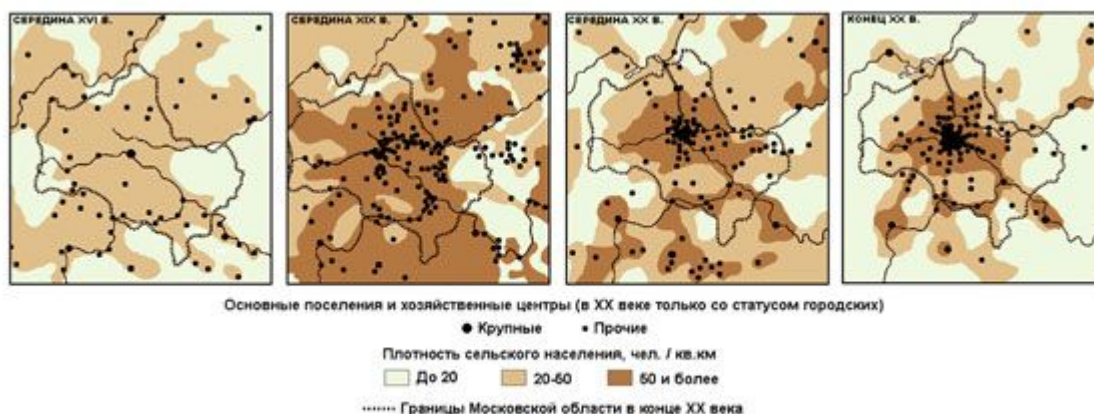 СЕРЕДИНА XVI В.
СЕРЕДИНА XIX В.
СЕРЕДИНА XX В.
КОНЕЦ XX В.
Основные поселения и хозяйственные центры (в XX веке только со статусом городских)
Крупные
Прочие
Плотность сельского населения, чел. / кв.км
До 20
20-50
50 и более
Границы Московской области в конце XX века